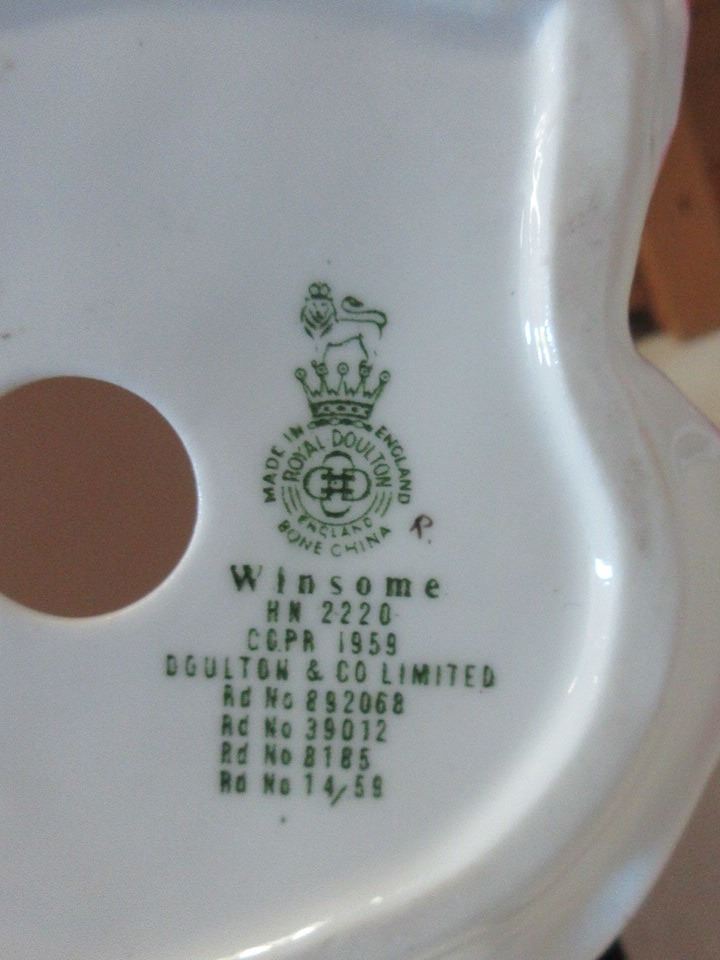 MADE IN ENGLAND
ROYAL DOULTON
ENGLAND
BONE CHINA
P.
Winsome
HN 2220
COPR 1959
DOULTON & CO LIMITED
Rd No 892068
Rd No 39012
Rd No 8185
Rd No 14/59